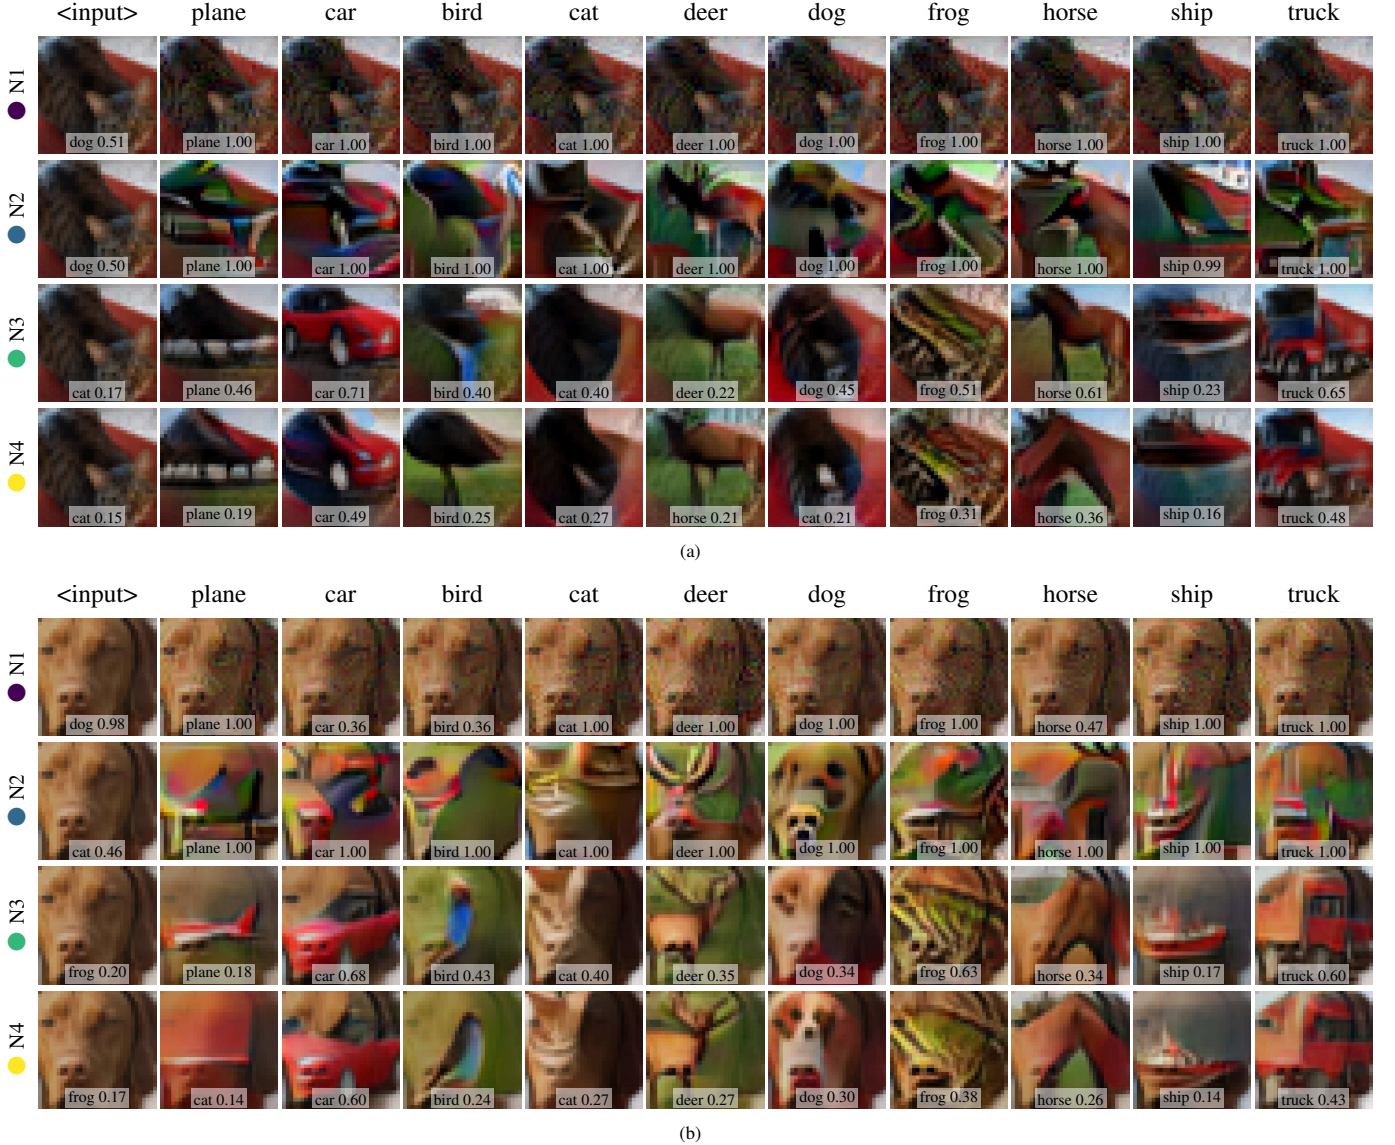 <input> plane car bird cat deer dog frog horse ship truck
N1
dog 0.51 plane 1.00 car 1.00 bird 1.00 cat 1.00 deer 1.00 dog 1.00 frog 1.00 horse 1.00 ship 1.00 truck 1.00
N2
dog 0.50 plane 1.00 car 1.00 bird 1.00 cat 1.00 deer 1.00 dog 1.00 frog 1.00 horse 1.00 ship 0.99 truck 1.00
N3
cat 0.17 plane 0.46 car 0.71 bird 0.40 cat 0.40 deer 0.22 dog 0.45 frog 0.51 horse 0.61 ship 0.23 truck 0.65
N4
cat 0.15 plane 0.19 car 0.49 bird 0.25 cat 0.27 horse 0.21 cat 0.21 frog 0.31 horse 0.36 ship 0.16 truck 0.48
(a)
<input> plane car bird cat deer dog frog horse ship truck
N1
dog 0.98 plane 1.00 car 0.36 bird 0.36 cat 1.00 deer 1.00 dog 1.00 frog 1.00 horse 0.47 ship 1.00 truck 1.00
N2
cat 0.46 plane 1.00 car 1.00 bird 1.00 cat 1.00 deer 1.00 dog 1.00 frog 1.00 horse 1.00 ship 1.00 truck 1.00
N3
frog 0.20 plane 0.18 car 0.68 bird 0.43 cat 0.40 deer 0.35 dog 0.34 frog 0.63 horse 0.34 ship 0.17 truck 0.60
N4
frog 0.17 cat 0.14 car 0.60 bird 0.24 cat 0.27 deer 0.27 dog 0.30 frog 0.38 horse 0.26 ship 0.14 truck 0.43
(b)